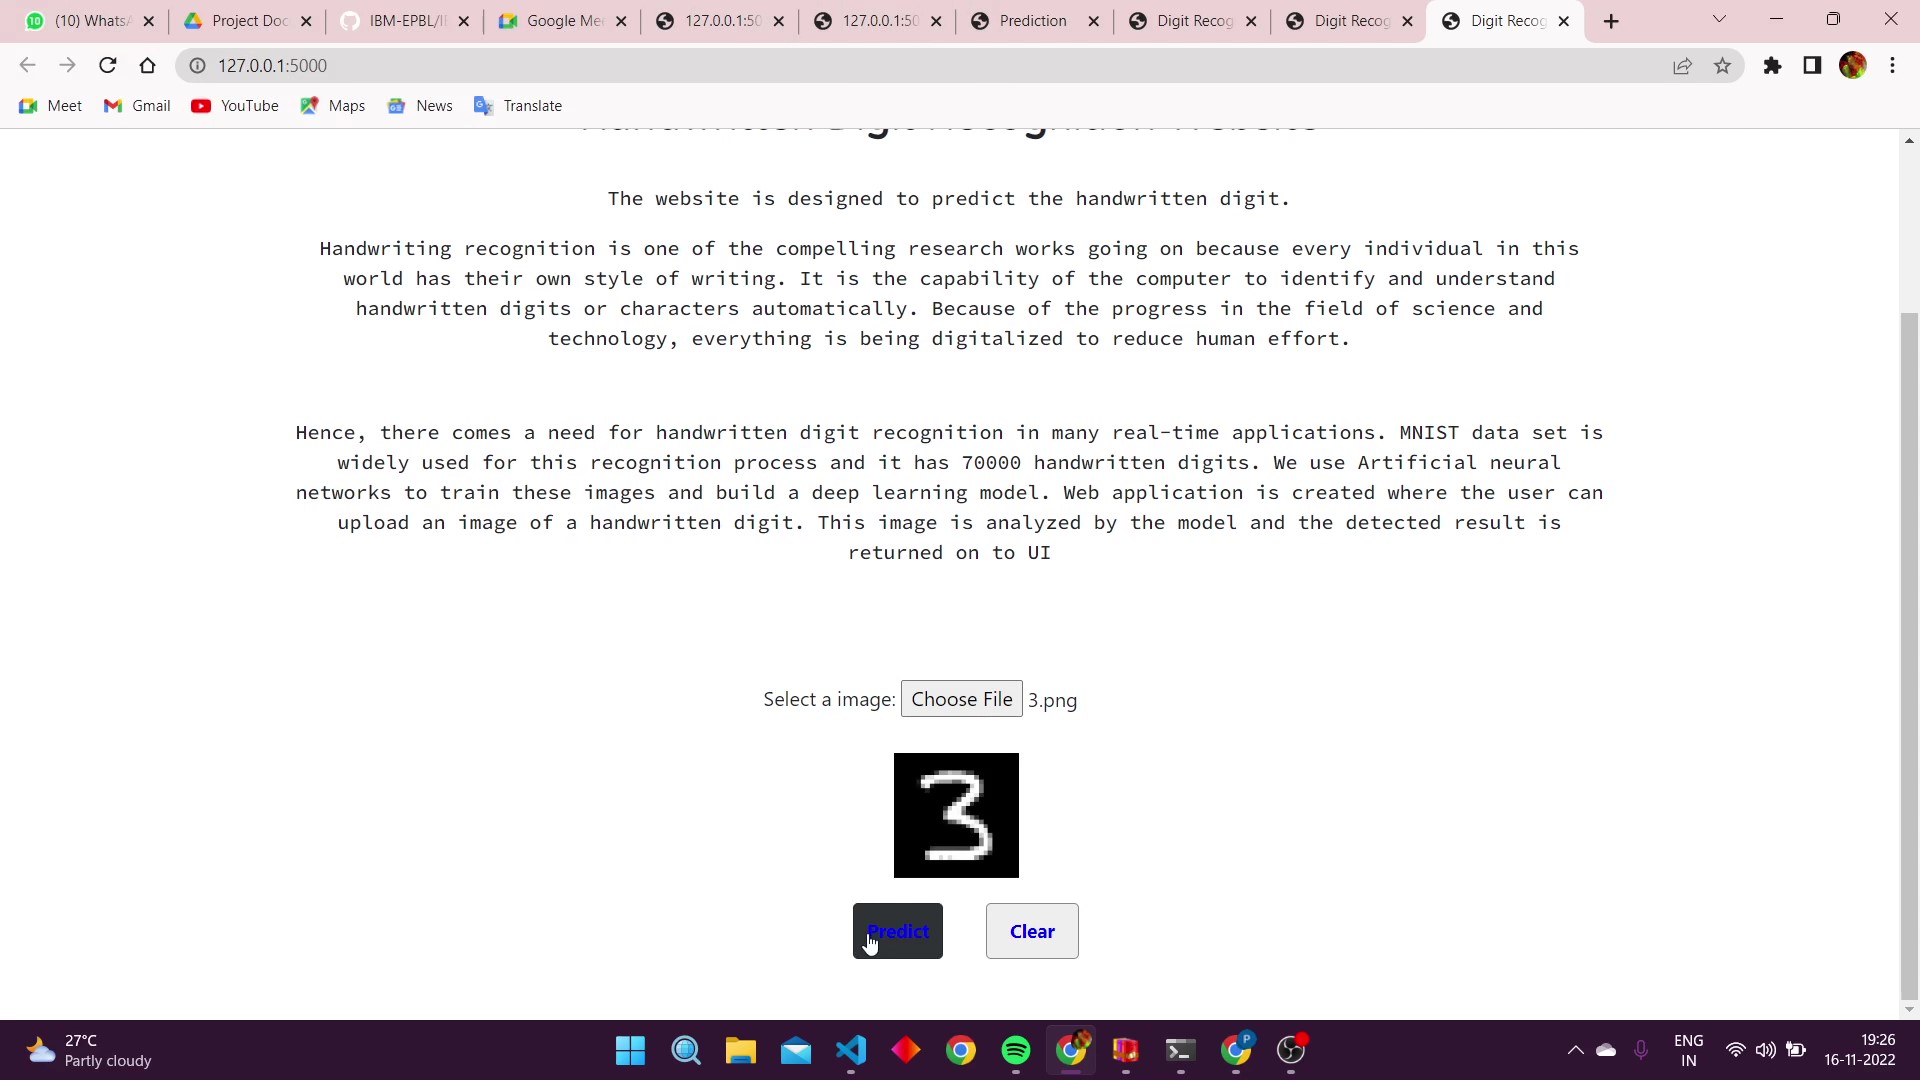 (10) Whats
Project Doc
IBM-EPBL/I
Google Me
127.0.0.1:50
127.0.0.1:50
Prediction
Digit Recog
Digit Recog
Digit Recog
127.0.0.1:5000
Meet
Gmail
YouTube
Maps
News
Translate
Handwritten Digit Recognition Website
The website is designed to predict the handwritten digit.
Handwriting recognition is one of the compelling research works going on because every individual in this
world has their own style of writing. It is the capability of the computer to identify and understand
handwritten digits or characters automatically. Because of the progress in the field of science and
technology, everything is being digitalized to reduce human effort.
Hence, there comes a need for handwritten digit recognition in many real-time applications. MNIST data set is
widely used for this recognition process and it has 70000 handwritten digits. We use Artificial neural
networks to train these images and build a deep learning model. Web application is created where the user can
upload an image of a handwritten digit. This image is analyzed by the model and the detected result is
returned on to UI
Select a image: Choose File 3.png
3
Predict
Clear
27°C
Partly cloudy
P
ENG
IN
19:26
16-11-2022